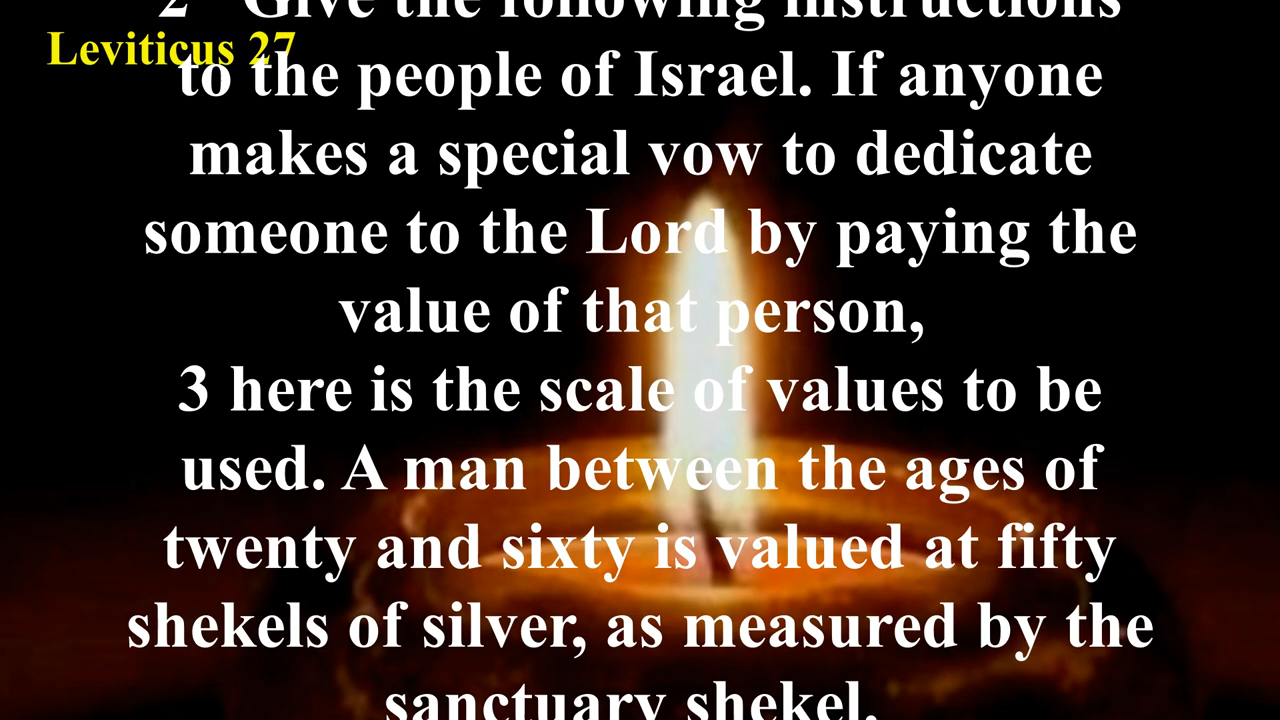 2 "Give the following instructions
Leviticus 27
to the people of Israel. If anyone
makes a special vow to dedicate
someone to the Lord by paying the
value of that person,
3 here is the scale of values to be
used. A man between the ages of
twenty and sixty is valued at fifty
shekels of silver, as measured by the
sanctuary shekel.